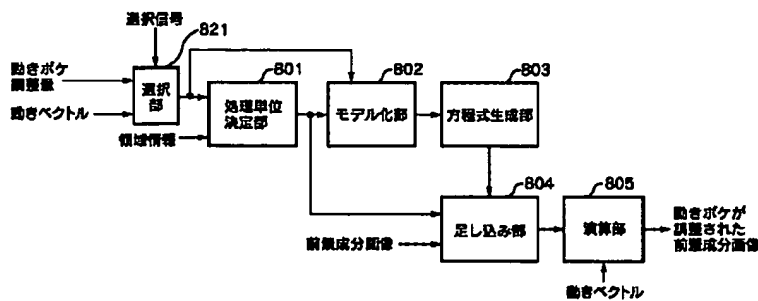 選択信号
821
動きボケ
調整量
動きベクトル
選択
部
801
処理単位
決定部
領域情報
802
モデル化部
803
方程式生成部
804
足し込み部
前景成分画像
805
演算部
動きベクトル
動きボケが
調整された
前景成分画像